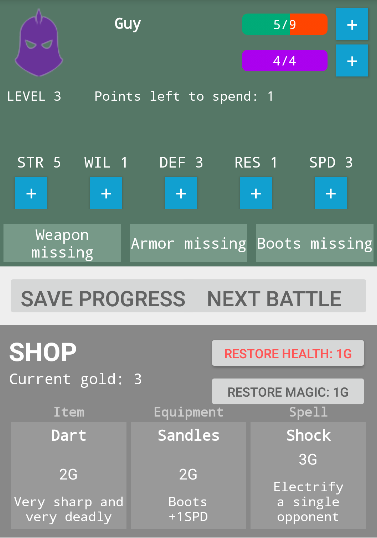 Guy
5/9
+
4/4
+
LEVEL 3 Points left to spend: 1
STR 5 WIL 1 DEF 3 RES 1 SPD 3
+ + + + +
Weapon missing Armor missing Boots missing
SAVE PROGRESS NEXT BATTLE
SHOP
RESTORE HEALTH: 1G
Current gold: 3
RESTORE MAGIC: 1G
Item Equipment Spell
Dart
2G
Very sharp and
very deadly
Sandles
2G
Boots
+1SPD
Shock
3G
Electrify
a single
opponent